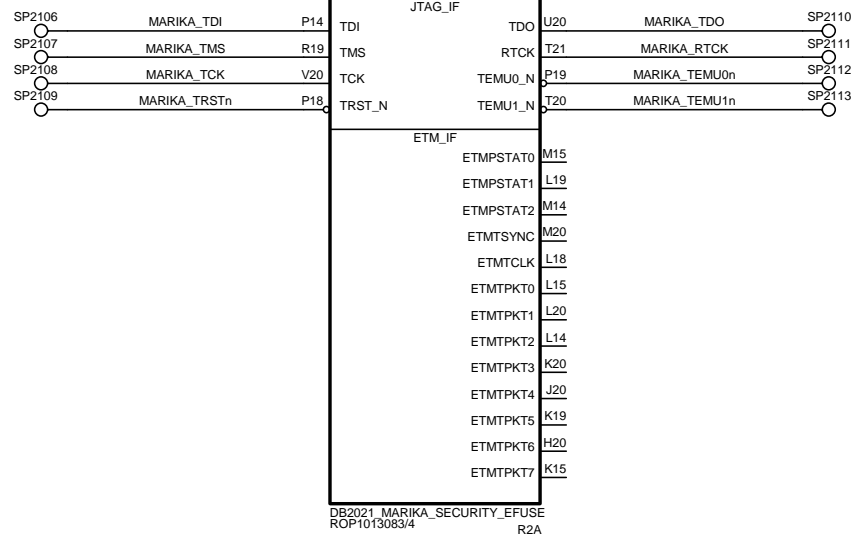 JTAG_IF
SP2106 MARIKA_TDI P14 TDI TDO U20 MARIKA_TDO SP2110
SP2107 MARIKA_TMS R19 TMS RTCK T21 MARIKA_RTCK SP2111
SP2108 MARIKA_TCK V20 TCK TEMU0_N P19 MARIKA_TEMU0n SP2112
SP2109 MARIKA_TRSTn P18 TRST_N TEMU1_N T20 MARIKA_TEMU1n SP2113
ETM_IF
ETMPSTAT0 M15
ETMPSTAT1 L19
ETMPSTAT2 M14
ETMTSYNC M20
ETMTCLK L18
ETMTPKT0 L15
ETMTPKT1 L20
ETMTPKT2 L14
ETMTPKT3 K20
ETMTPKT4 J20
ETMTPKT5 K19
ETMTPKT6 H20
ETMTPKT7 K15
DB2021_MARIKA_SECURITY_EFUSE
ROP1013083/4
R2A